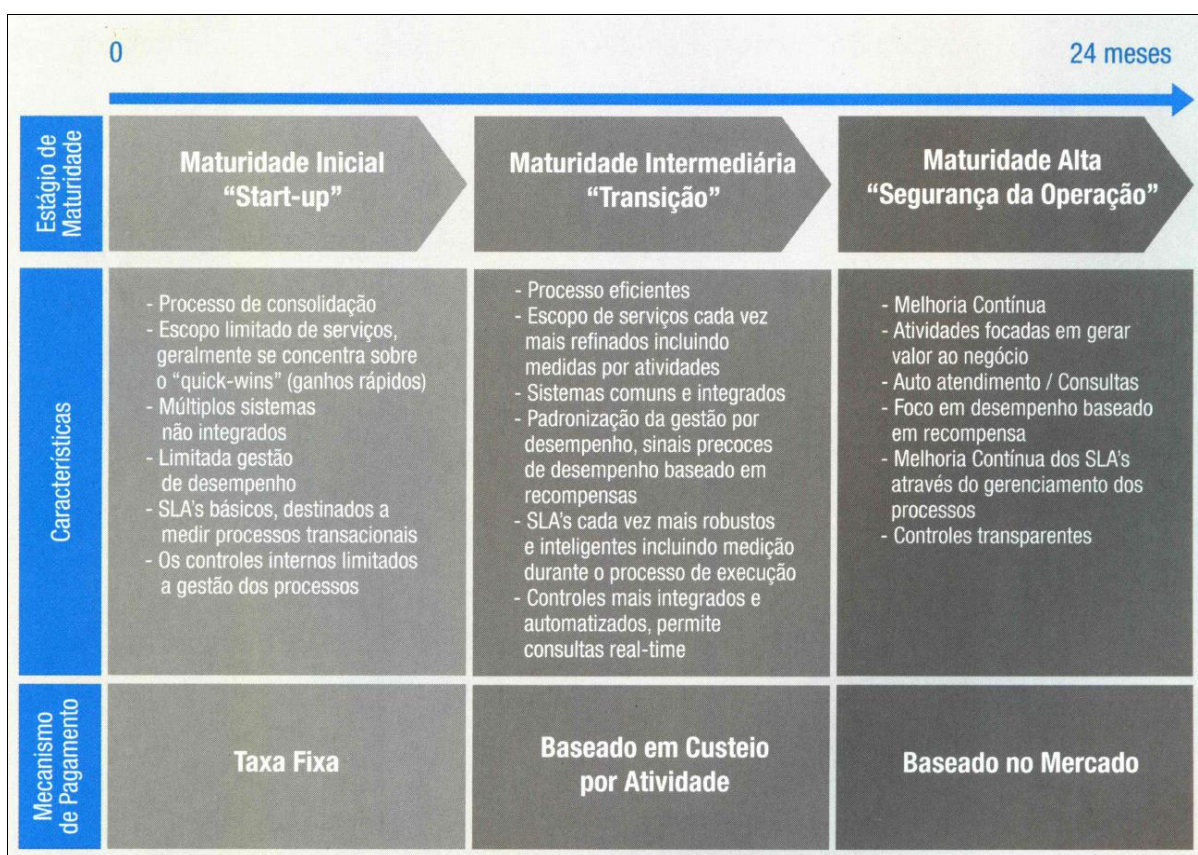 0
24 meses
Estágio de
Maturidade
Maturidade Inicial
“Start-up”
Maturidade Intermediária
“Transição”
Maturidade Alta
“Segurança da Operação”
Características
- Processo de consolidação
- Escopo limitado de serviços,
geralmente se concentra sobre
o “quick-wins” (ganhos rápidos)
- Múltiplos sistemas
não integrados
- Limitada gestão
de desempenho
- SLA's básicos, destinados a
medir processos transacionais
- Os controles internos limitados
a gestão dos processos
- Processo eficientes
- Escopo de serviços cada vez
mais refinados incluindo
medidas por atividades
- Sistemas comuns e integrados
- Padronização da gestão por
desempenho, sinais precoces
de desempenho baseado em
recompensas
- SLA's cada vez mais robustos
e inteligentes incluindo medição
durante o processo de execução
- Controles mais integrados e
automatizados, permite
consultas real-time
- Melhoria Contínua
- Atividades focadas em gerar
valor ao negócio
- Auto atendimento / Consultas
- Foco em desempenho baseado
em recompensa
- Melhoria Contínua dos SLA's
através do gerenciamento dos
processos
- Controles transparentes
Mecanismo
de Pagamento
Taxa Fixa
Baseado em Custeio
por Atividade
Baseado no Mercado